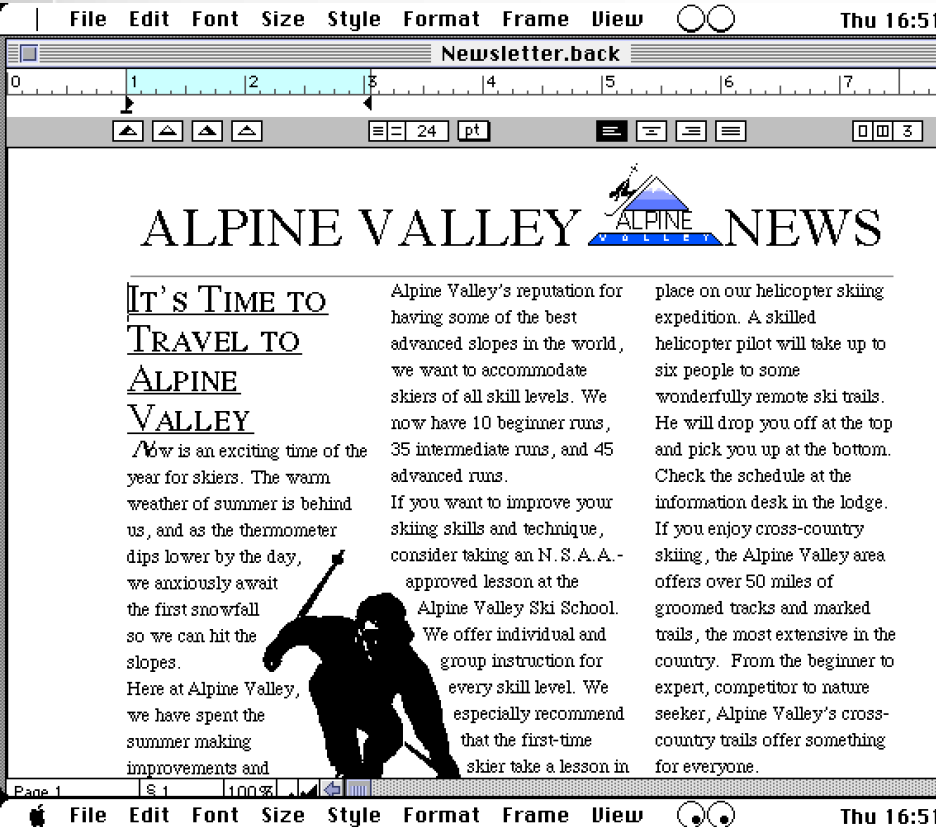 File Edit Font Size Style Format Frame View Thu 16:51
Newsletter.back
0 1 2 3 4 5 6 7
24 pt 3
ALPINE VALLEY ALPINE VALLEY NEWS
IT'S TIME TO
TRAVEL TO
ALPINE
VALLEY
Now is an exciting time of the
year for skiers. The warm
weather of summer is behind
us, and as the thermometer
dips lower by the day,
we anxiously await
the first snowfall
so we can hit the
slopes.
Here at Alpine Valley,
we have spent the
summer making
improvements and
Alpine Valley's reputation for
having some of the best
advanced slopes in the world,
we want to accommodate
skiers of all skill levels. We
now have 10 beginner runs,
35 intermediate runs, and 45
advanced runs.
If you want to improve your
skiing skills and technique,
consider taking an N.S.A.A.-
approved lesson at the
Alpine Valley Ski School.
We offer individual and
group instruction for
every skill level. We
especially recommend
that the first-time
skier take a lesson in
place on our helicopter skiing
expedition. A skilled
helicopter pilot will take up to
six people to some
wonderfully remote ski trails.
He will drop you off at the top
and pick you up at the bottom.
Check the schedule at the
information desk in the lodge.
If you enjoy cross-country
skiing, the Alpine Valley area
offers over 50 miles of
groomed tracks and marked
trails, the most extensive in the
country. From the beginner to
expert, competitor to nature
seeker, Alpine Valley's cross-
country trails offer something
for everyone.
Page 1 § 1 100%
File Edit Font Size Style Format Frame View Thu 16:51